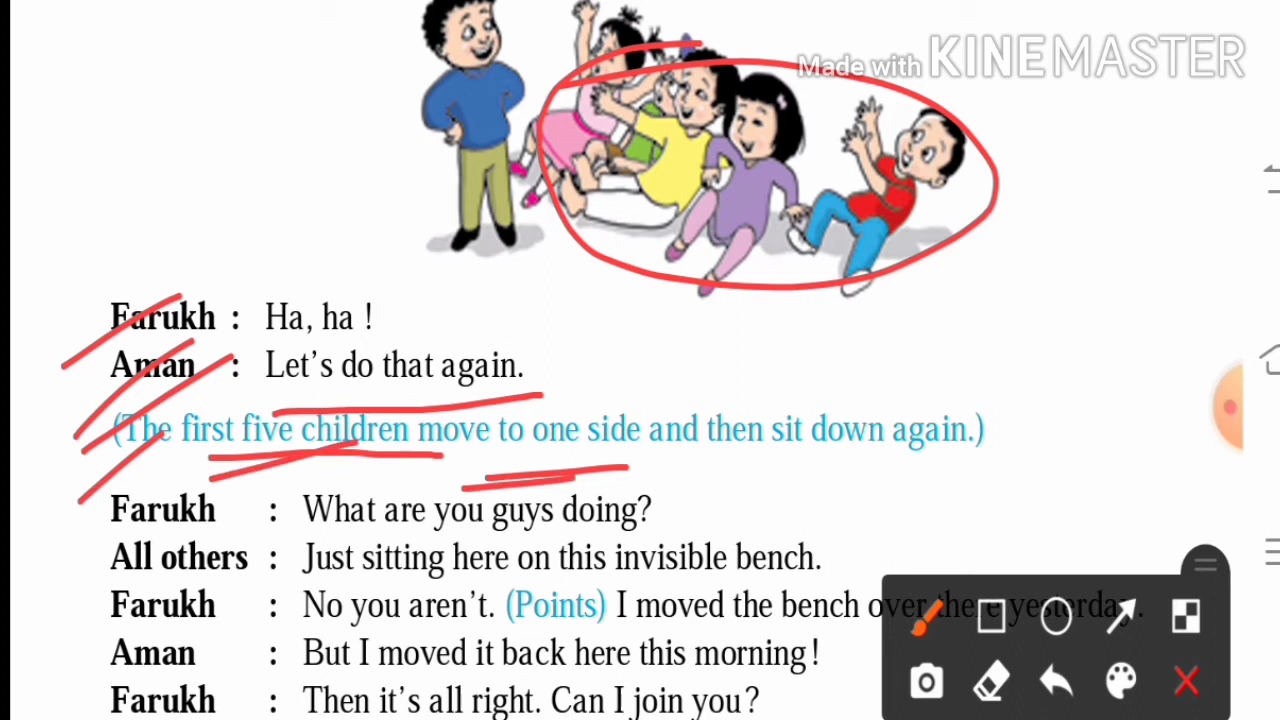 Made with KINEMASTER
Farukh : Ha, ha !
Aman : Let's do that again.
(The first five children move to one side and then sit down again.)
Farukh : What are you guys doing?
All others : Just sitting here on this invisible bench.
Farukh : No you aren't. (Points) I moved the bench over there yesterday.
Aman : But I moved it back here this morning!
Farukh : Then it's all right. Can I join you?